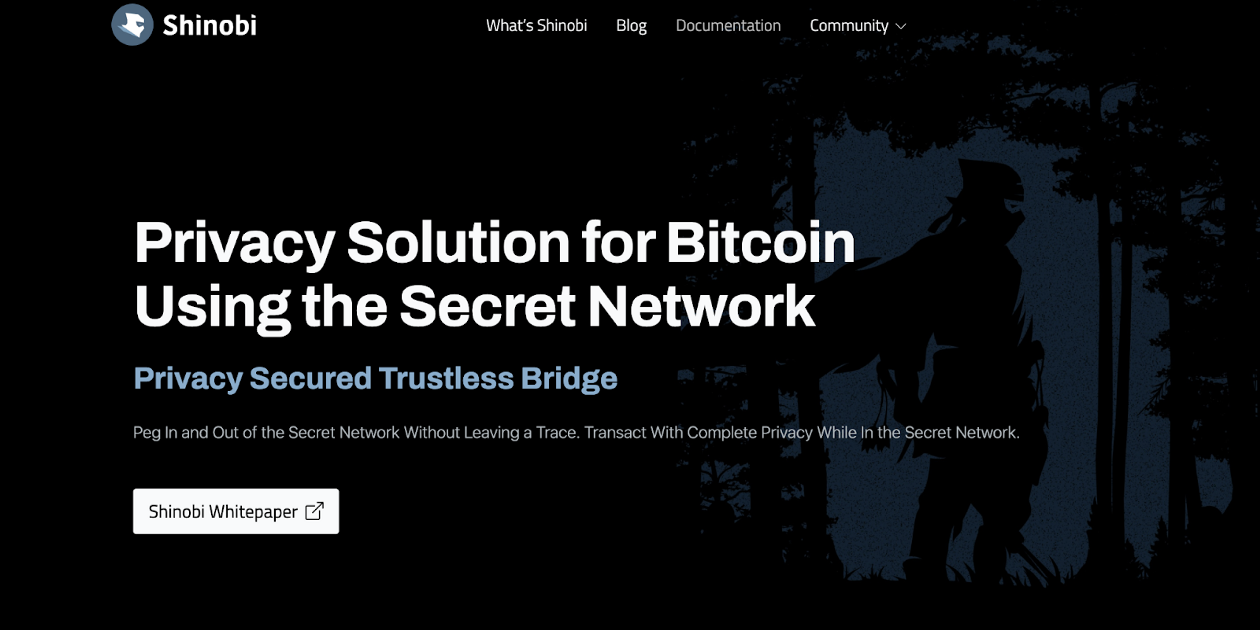 Shinobi
What's Shinobi
Blog
Documentation
Community
Privacy Solution for Bitcoin
Using the Secret Network
Privacy Secured Trustless Bridge
Peg In and Out of the Secret Network Without Leaving a Trace. Transact With Complete Privacy While In the Secret Network.
Shinobi Whitepaper